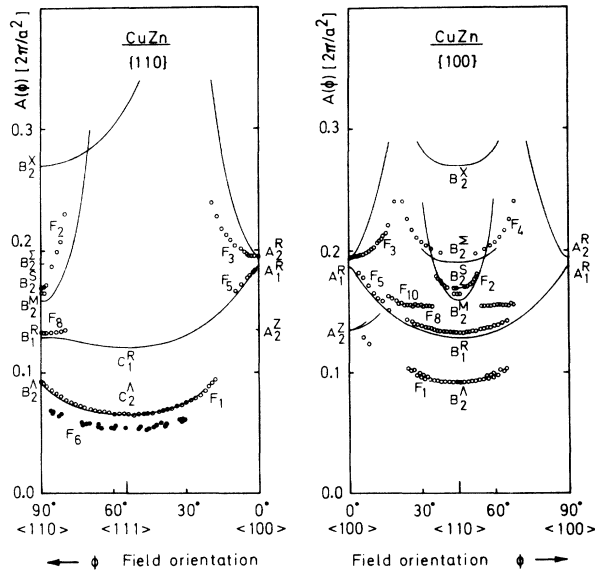 A(ϕ) [2π/a²]
CuZn
{110}
0.3
0.2
0.1
0.0
B₂^X
F₂
B₂^Σ
B₂^S
B₂^M
F₈
B₁^R
B₂^Λ
F₃
F₅
A₂^R
A₁^R
A₂^Z
C₁^R
C₂^Λ
F₁
F₆
90° 60° 30° 0°
<110> <111> <100>
← ϕ Field orientation
A(ϕ) [2π/a²]
CuZn
{100}
0.3
0.2
0.1
0.0
B₂^X
F₃
B₂^Σ
F₄
B₂^S
F₂
A₁^R
F₅
F₁₀
F₈
B₂^M
A₂^Z
B₁^R
F₁
B₂^Λ
0° 30° 60° 90°
<100> <110> <100>
Field orientation ϕ →